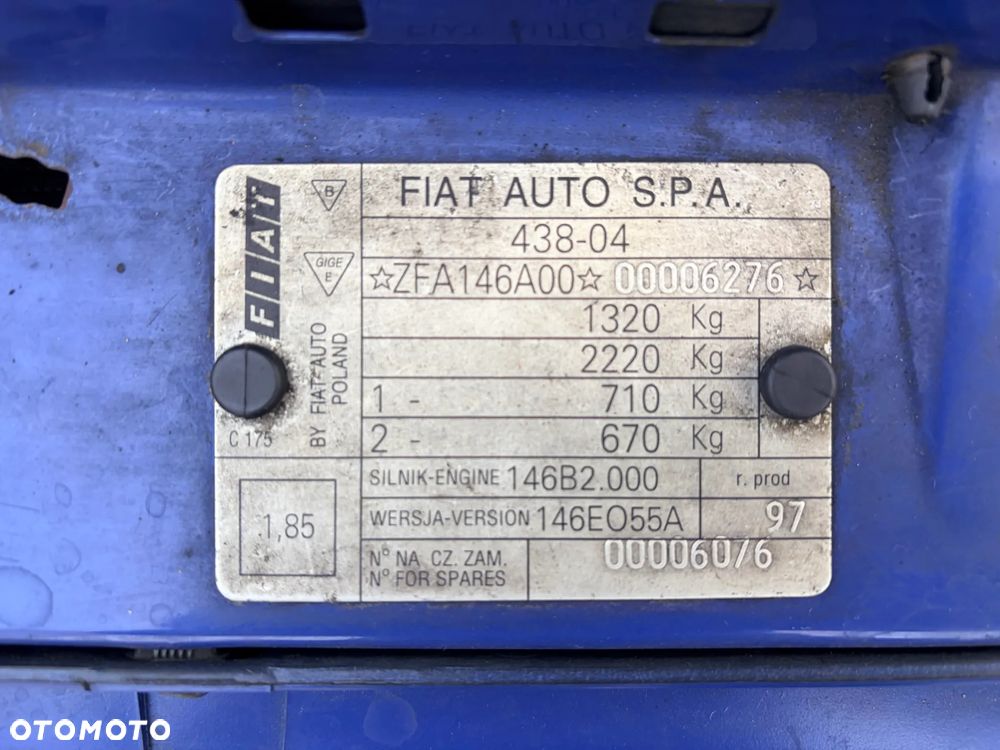 FIAT AUTO
FIAT
B
GIGE
E
BY FIAT-AUTO
POLAND
C 175
1,85
FIAT AUTO S.P.A.
438-04
☆ZFA146A00☆ 00006276 ☆
1320 Kg
2220 Kg
1 - 710 Kg
2 - 670 Kg
SILNIK-ENGINE 146B2.000 r. prod
WERSJA-VERSION 146EO55A 97
N° NA CZ. ZAM. 00006076
N° FOR SPARES
OTOMOTO